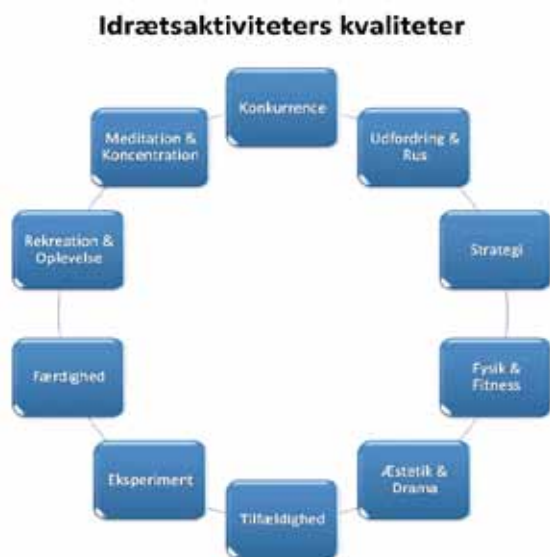 Idrætsaktiviteters kvaliteter
Konkurrence
Udfordring &
Rus
Strategi
Fysik &
Fitness
Æstetik &
Drama
Tilfældighed
Eksperiment
Færdighed
Rekreation &
Oplevelse
Meditation &
Koncentration